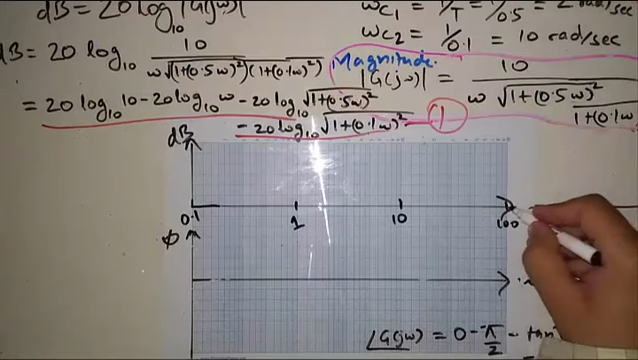 dB = 20 log |G(jω)|
ωc1 = 1/T = 1/0.5 = 2 rad/sec
ωc2 = 1/0.1 = 10 rad/sec
dB = 20 log10 10/ω√(1+(0.5ω)²)(1+(0.1ω)²)
Magnitude
|G(jω)| = 10/ω√1+(0.5ω)² 1+(0.1ω
= 20 log10 10 - 20 log10 ω - 20 log10 √1+(0.5ω)²
- 20 log10 √1+(0.1ω)² 1
dB
0.1 1 10 100
Φ
∠G(jω) = 0 - π/2 - tan